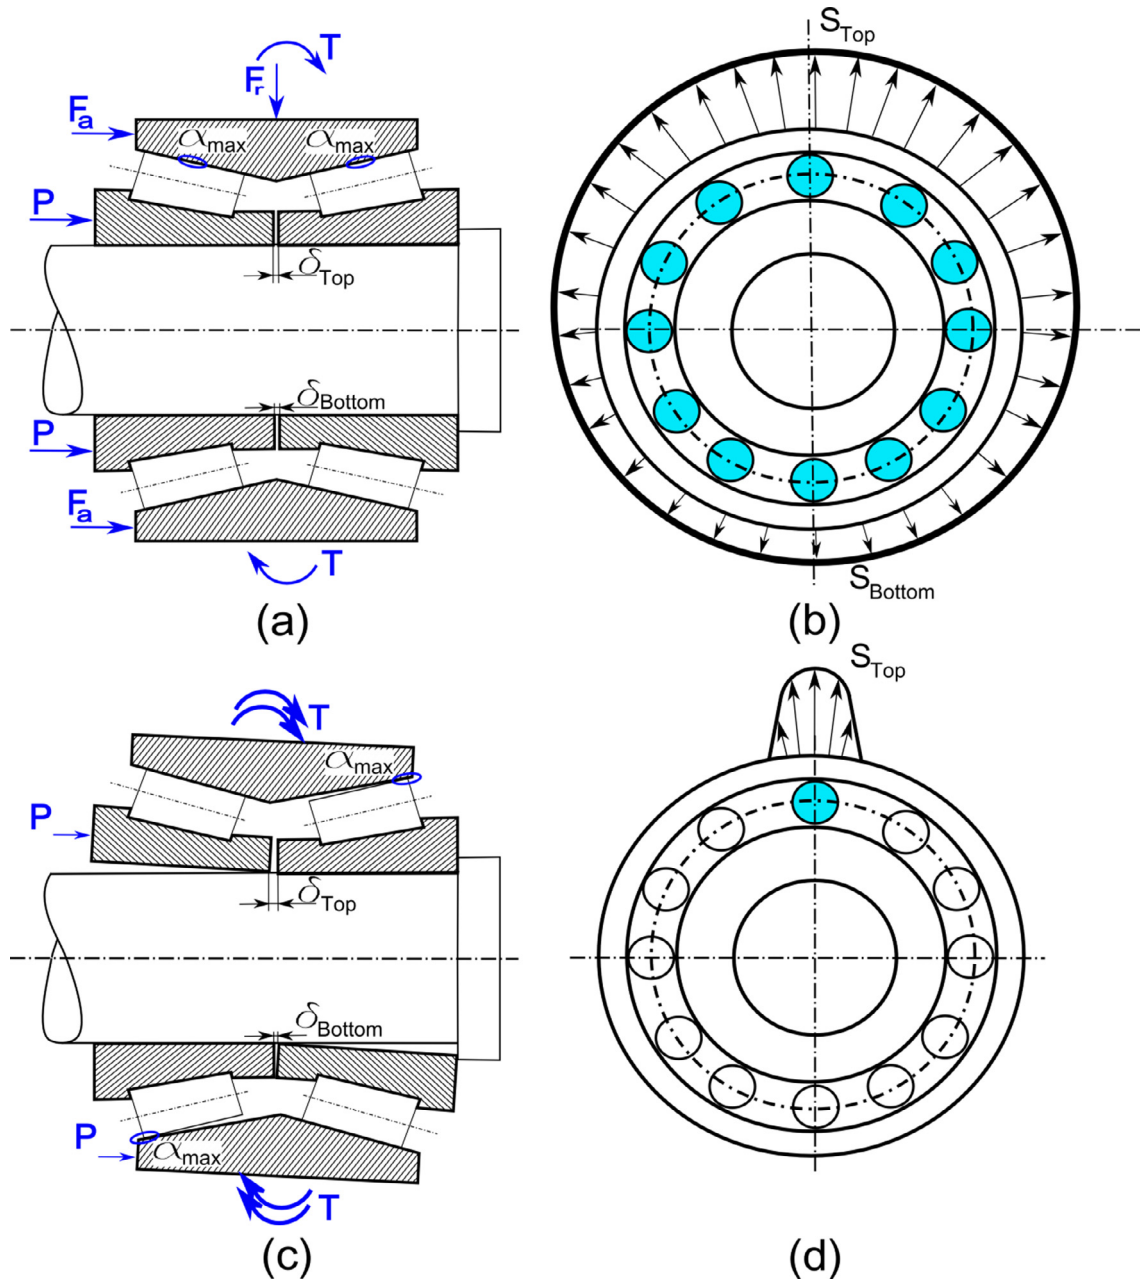 T
F_r
F_a
α_max α_max
P
δ_Top
δ_Bottom
P
F_a
T
(a)
S_Top
S_Bottom
(b)
T
α_max
P
δ_Top
δ_Bottom
P
α_max
T
(c)
S_Top
(d)